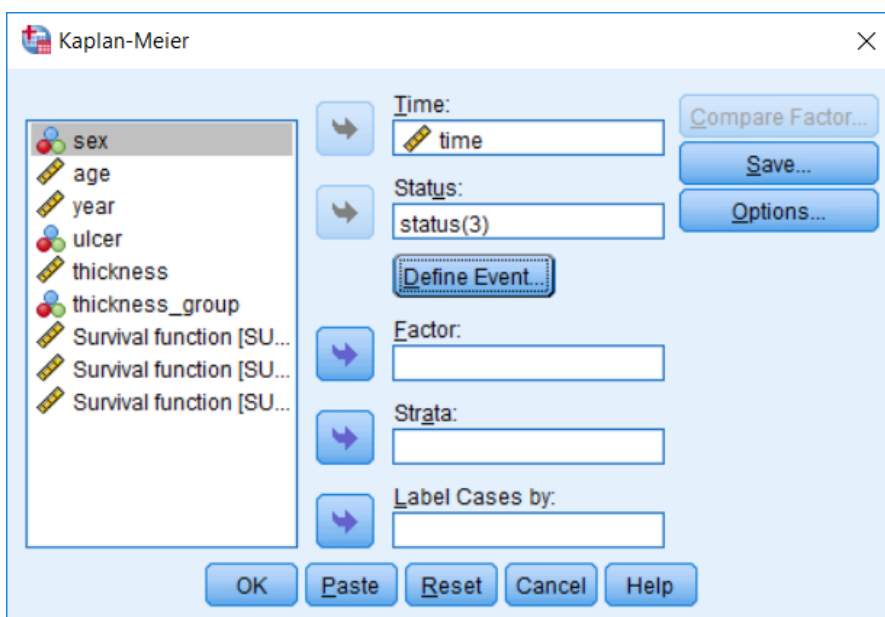 Kaplan-Meier
sex
age
year
ulcer
thickness
thickness_group
Survival function [SU...
Survival function [SU...
Survival function [SU...
Time:
time
Status:
status(3)
Define Event...
Factor:
Strata:
Label Cases by:
Compare Factor...
Save...
Options...
OK Paste Reset Cancel Help